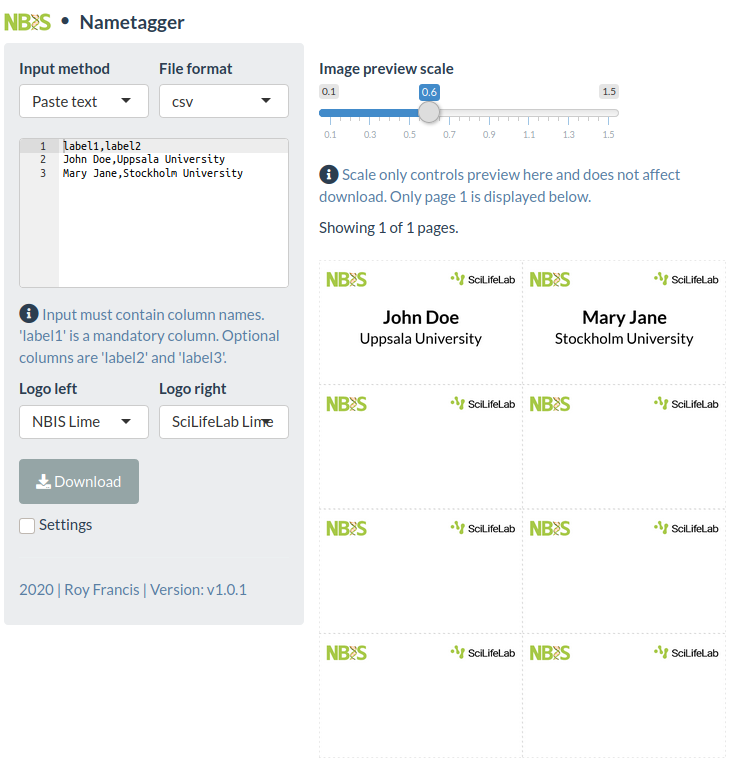 NBIS • Nametagger
Input method
File format
Paste text
csv
1 label1,label2
2 John Doe,Uppsala University
3 Mary Jane,Stockholm University
Input must contain column names.
'label1' is a mandatory column. Optional
columns are 'label2' and 'label3'.
Logo left
Logo right
NBIS Lime
SciLifeLab Lime
Download
Settings
2020 | Roy Francis | Version: v1.0.1
Image preview scale
0.1 0.6 1.5
0.1 0.3 0.5 0.7 0.9 1.1 1.3 1.5
Scale only controls preview here and does not affect
download. Only page 1 is displayed below.
Showing 1 of 1 pages.
NBIS SciLifeLab NBIS SciLifeLab
John Doe Mary Jane
Uppsala University Stockholm University
NBIS SciLifeLab NBIS SciLifeLab
NBIS SciLifeLab NBIS SciLifeLab
NBIS SciLifeLab NBIS SciLifeLab